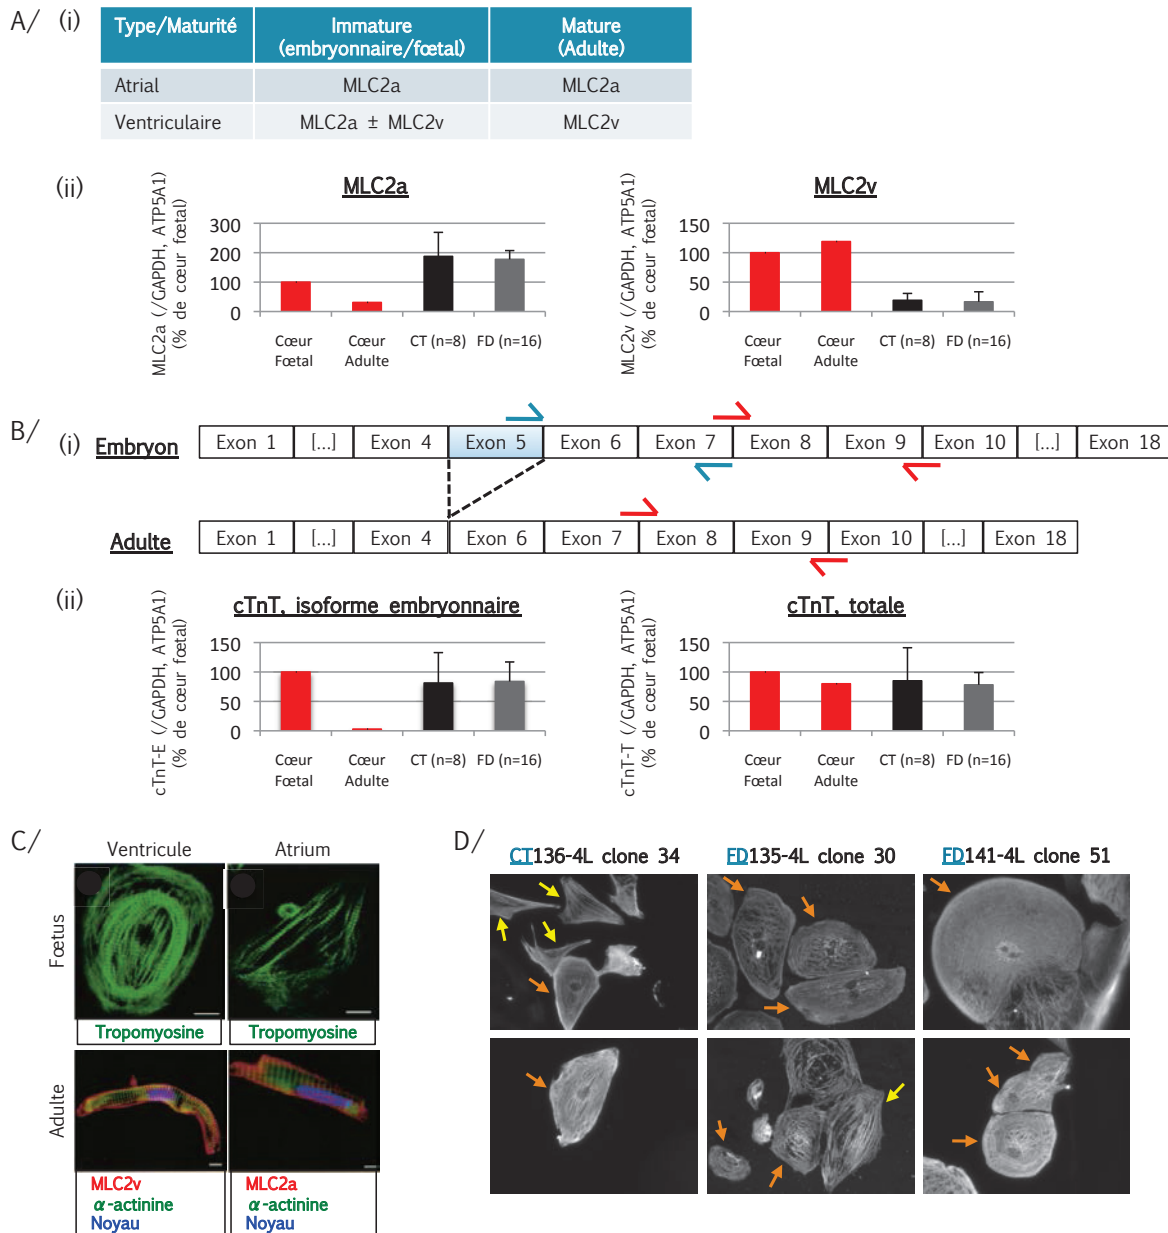 A/ (i)
Type/Maturité Immature (embryonnaire/fœtal) Mature (Adulte)
Atrial MLC2a MLC2a
Ventriculaire MLC2a ± MLC2v MLC2v
(ii)
MLC2a
MLC2a (/GAPDH, ATP5A1)
(% de cœur fœtal)
300
200
100
0
Cœur Fœtal
Cœur Adulte
CT (n=8)
FD (n=16)
MLC2v
MLC2v (/GAPDH, ATP5A1)
(% de cœur fœtal)
150
100
50
0
Cœur Fœtal
Cœur Adulte
CT (n=8)
FD (n=16)
B/ (i)
Embryon Exon 1 [...] Exon 4 Exon 5 Exon 6 Exon 7 Exon 8 Exon 9 Exon 10 [...] Exon 18
Adulte Exon 1 [...] Exon 4 Exon 6 Exon 7 Exon 8 Exon 9 Exon 10 [...] Exon 18
(ii)
cTnT, isoforme embryonnaire
cTnT-E (/GAPDH, ATP5A1)
(% de cœur fœtal)
150
100
50
0
Cœur Fœtal
Cœur Adulte
CT (n=8)
FD (n=16)
cTnT, totale
cTnT-T (/GAPDH, ATP5A1)
(% de cœur fœtal)
150
100
50
0
Cœur Fœtal
Cœur Adulte
CT (n=8)
FD (n=16)
C/
Ventricule Atrium
Fœtus
Tropomyosine Tropomyosine
Adulte
MLC2v
α-actinine
Noyau
MLC2a
α-actinine
Noyau
D/
CT136-4L clone 34 FD135-4L clone 30 FD141-4L clone 51